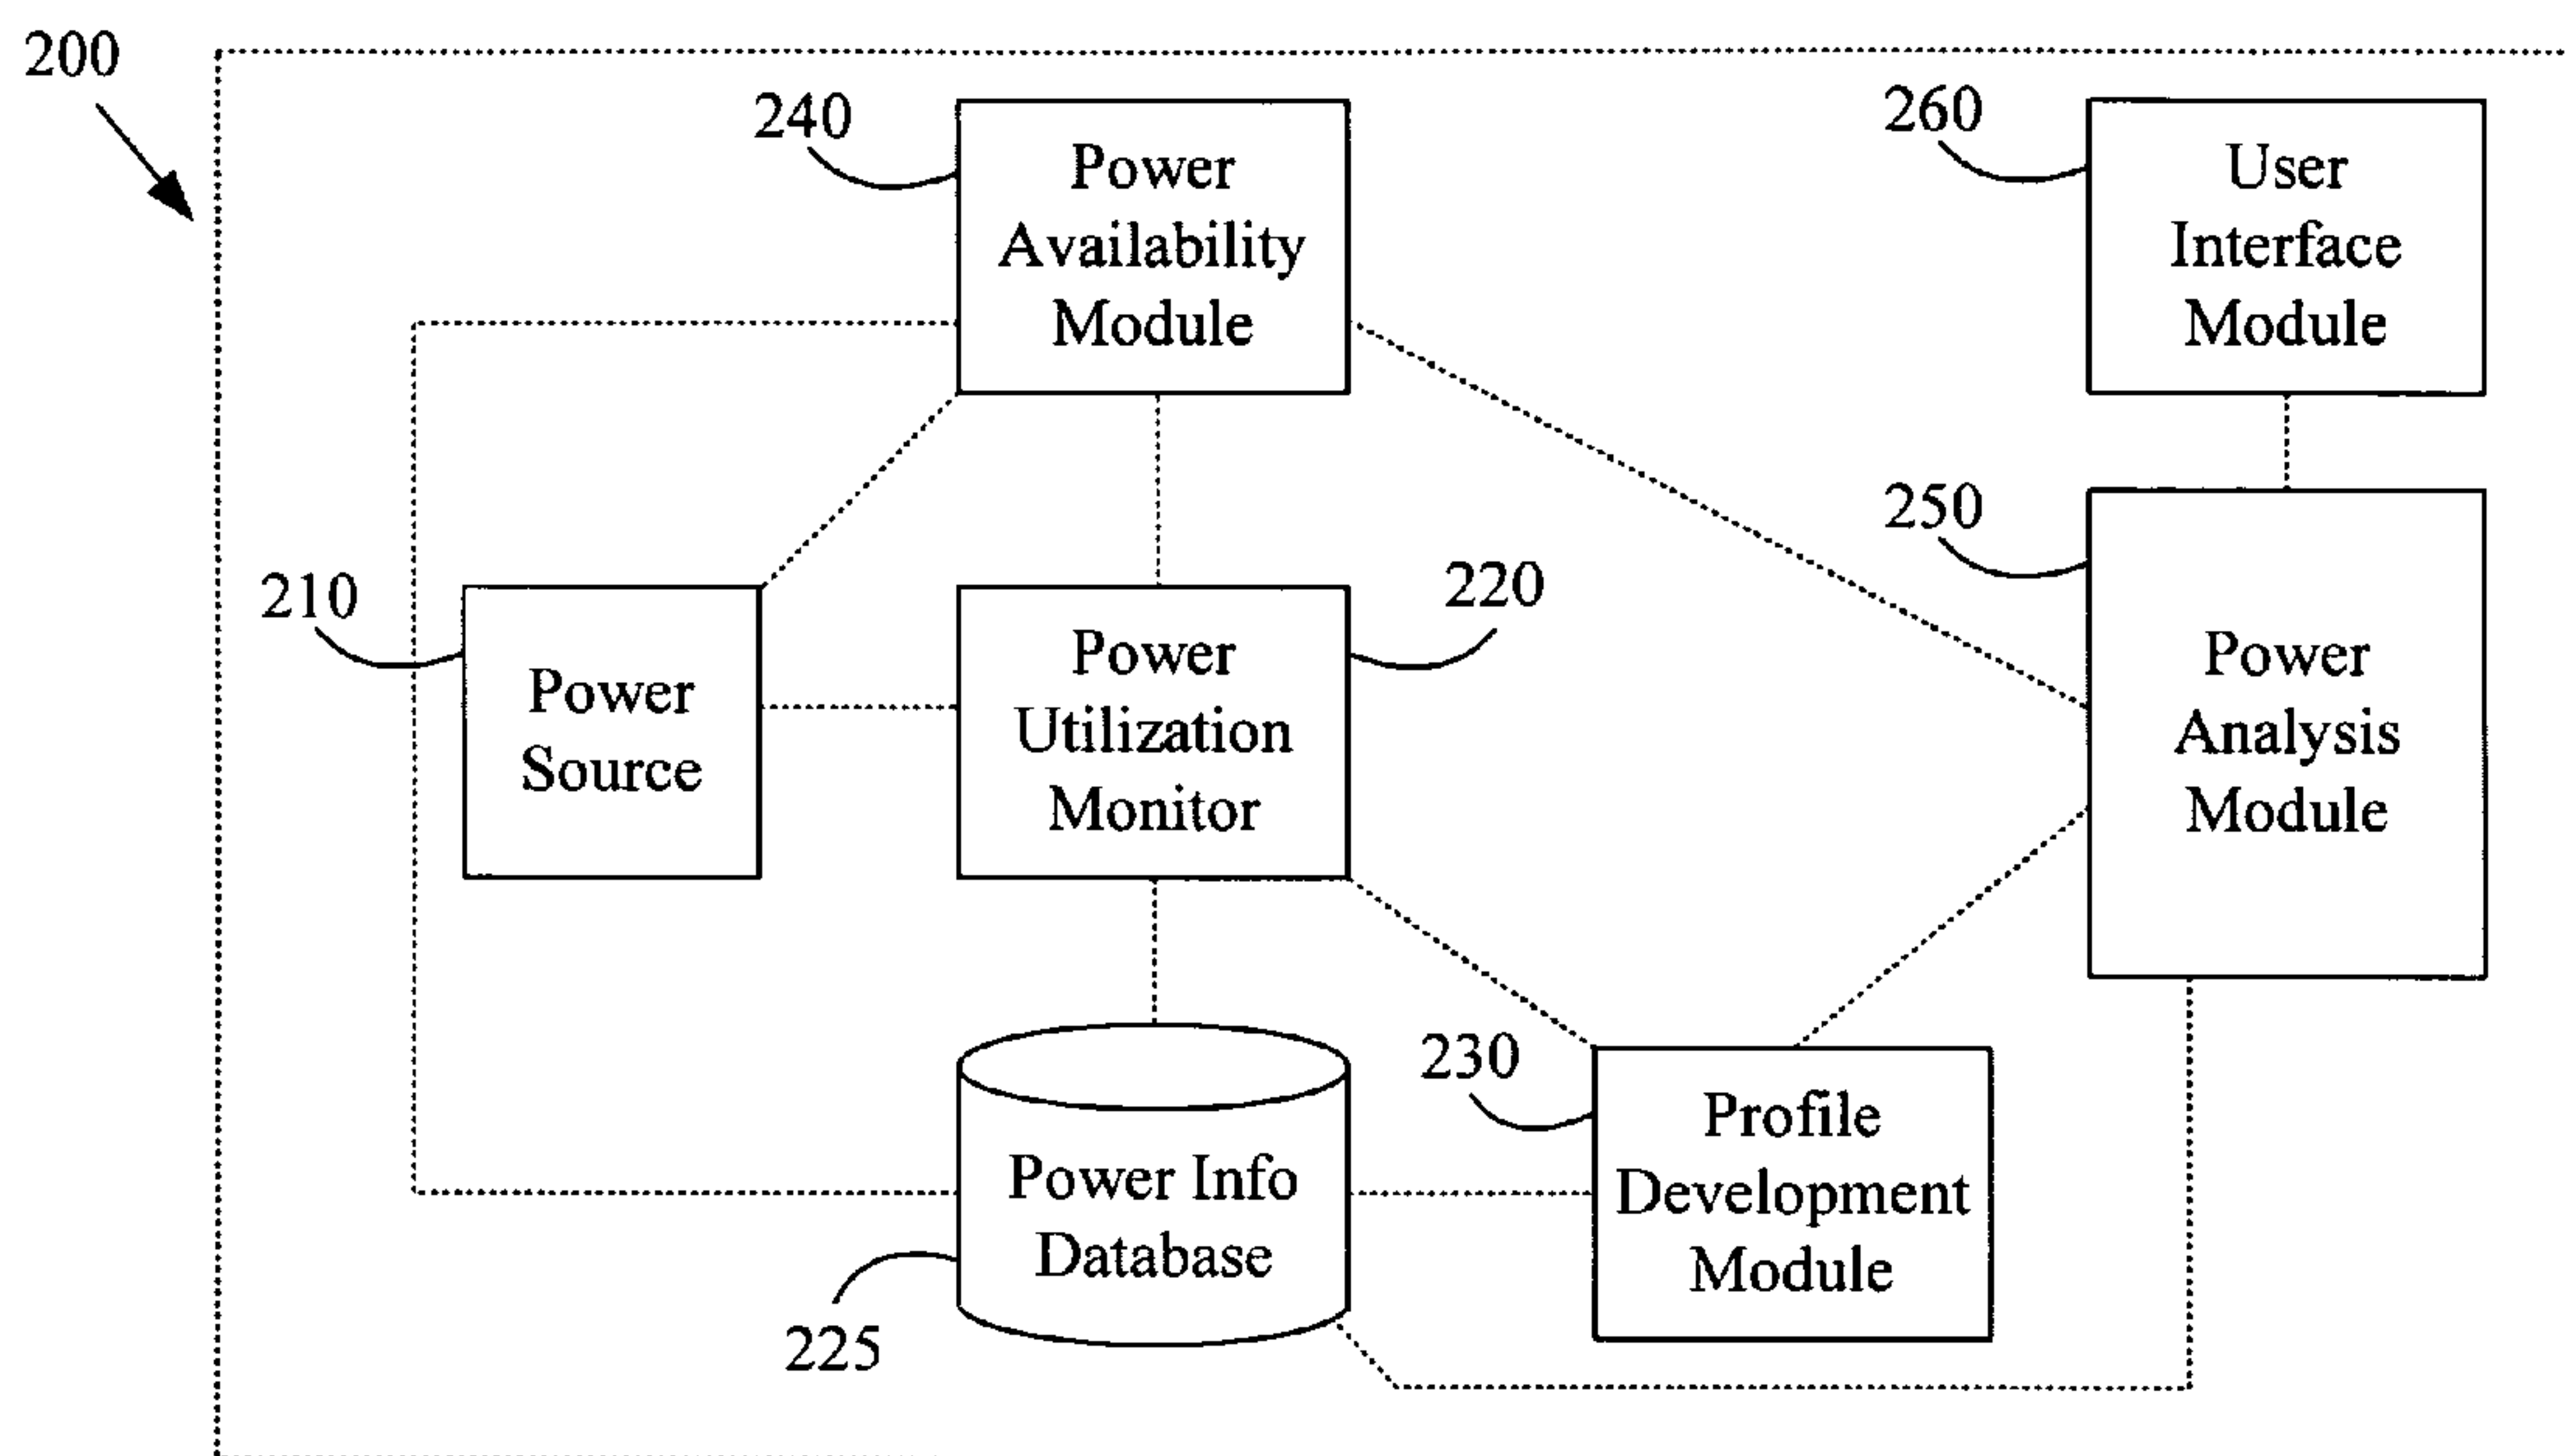 200
240
Power
Availability
Module
260
User
Interface
Module
210
Power
Source
220
Power
Utilization
Monitor
250
Power
Analysis
Module
225
Power Info
Database
230
Profile
Development
Module